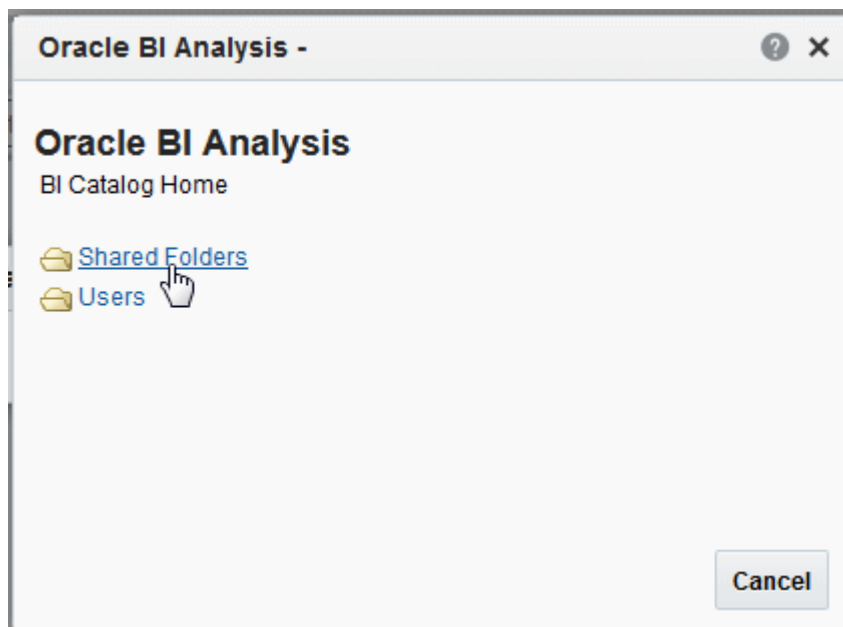 Oracle BI Analysis -
Oracle BI Analysis
BI Catalog Home
Shared Folders
Users
Cancel